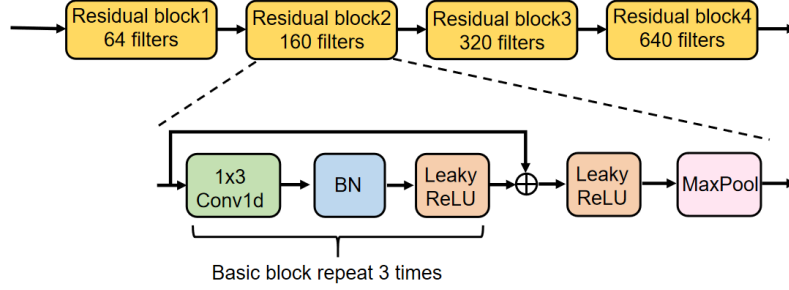 Residual block1
64 filters
Residual block2
160 filters
Residual block3
320 filters
Residual block4
640 filters
1x3
Conv1d
BN
Leaky
ReLU
Leaky
ReLU
MaxPool
Basic block repeat 3 times